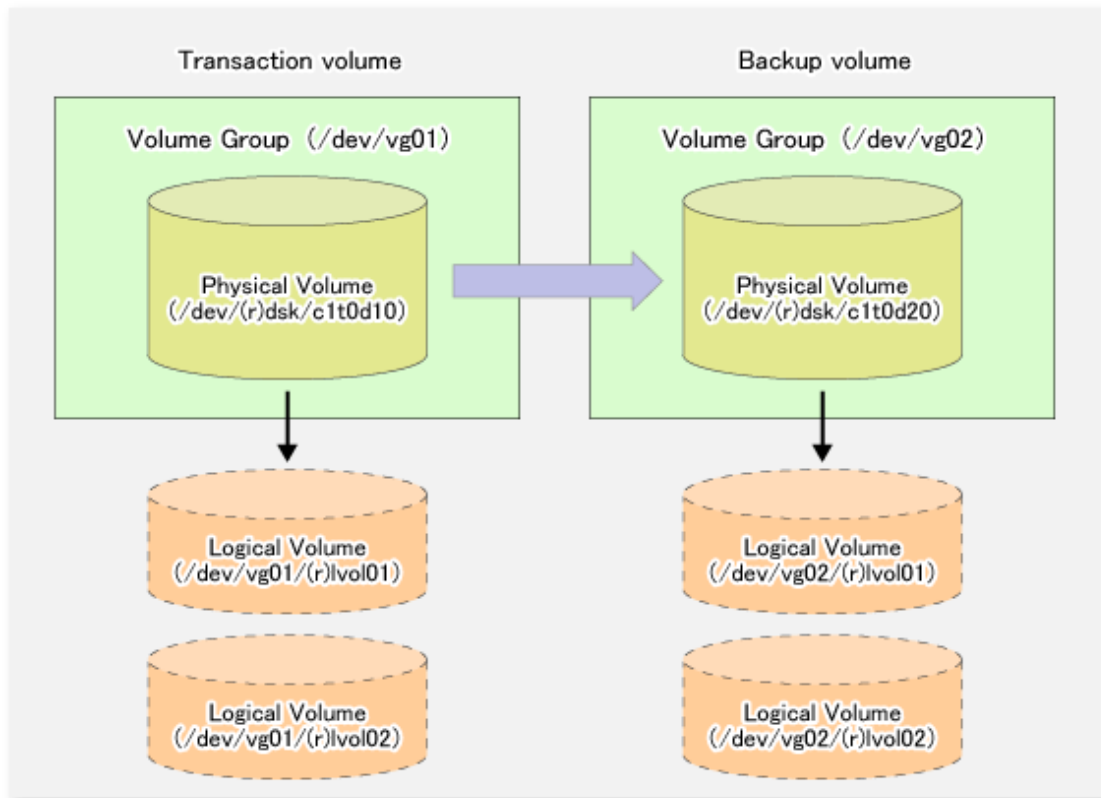 Transaction volume
Backup volume
Volume Group (/dev/vg01)
Volume Group (/dev/vg02)
Physical Volume
(/dev/(r)dsk/c1t0d10)
Physical Volume
(/dev/(r)dsk/c1t0d20)
Logical Volume
(/dev/vg01/(r)lvol01)
Logical Volume
(/dev/vg02/(r)lvol01)
Logical Volume
(/dev/vg01/(r)lvol02)
Logical Volume
(/dev/vg02/(r)lvol02)